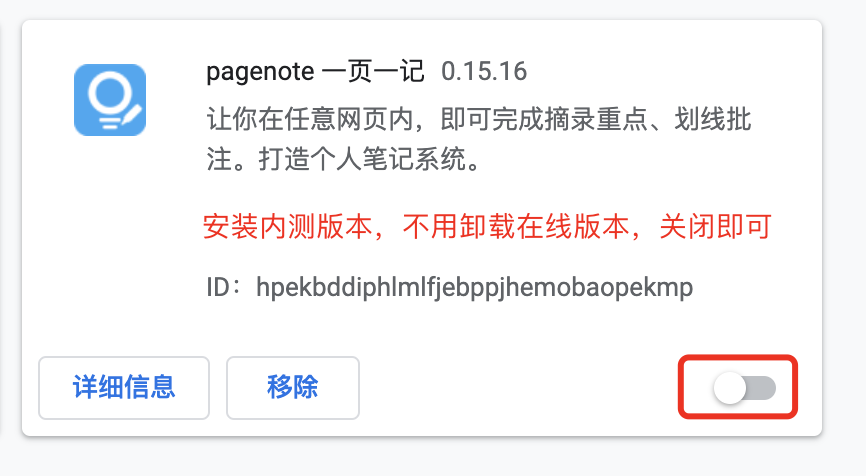 pagenote 一页一记 0.15.16
让你在任意网页内，即可完成摘录重点、划线批
注。打造个人笔记系统。
安装内测版本，不用卸载在线版本，关闭即可
ID：hpekbddiphlmlfjebppjhemobaopekmp
详细信息 移除